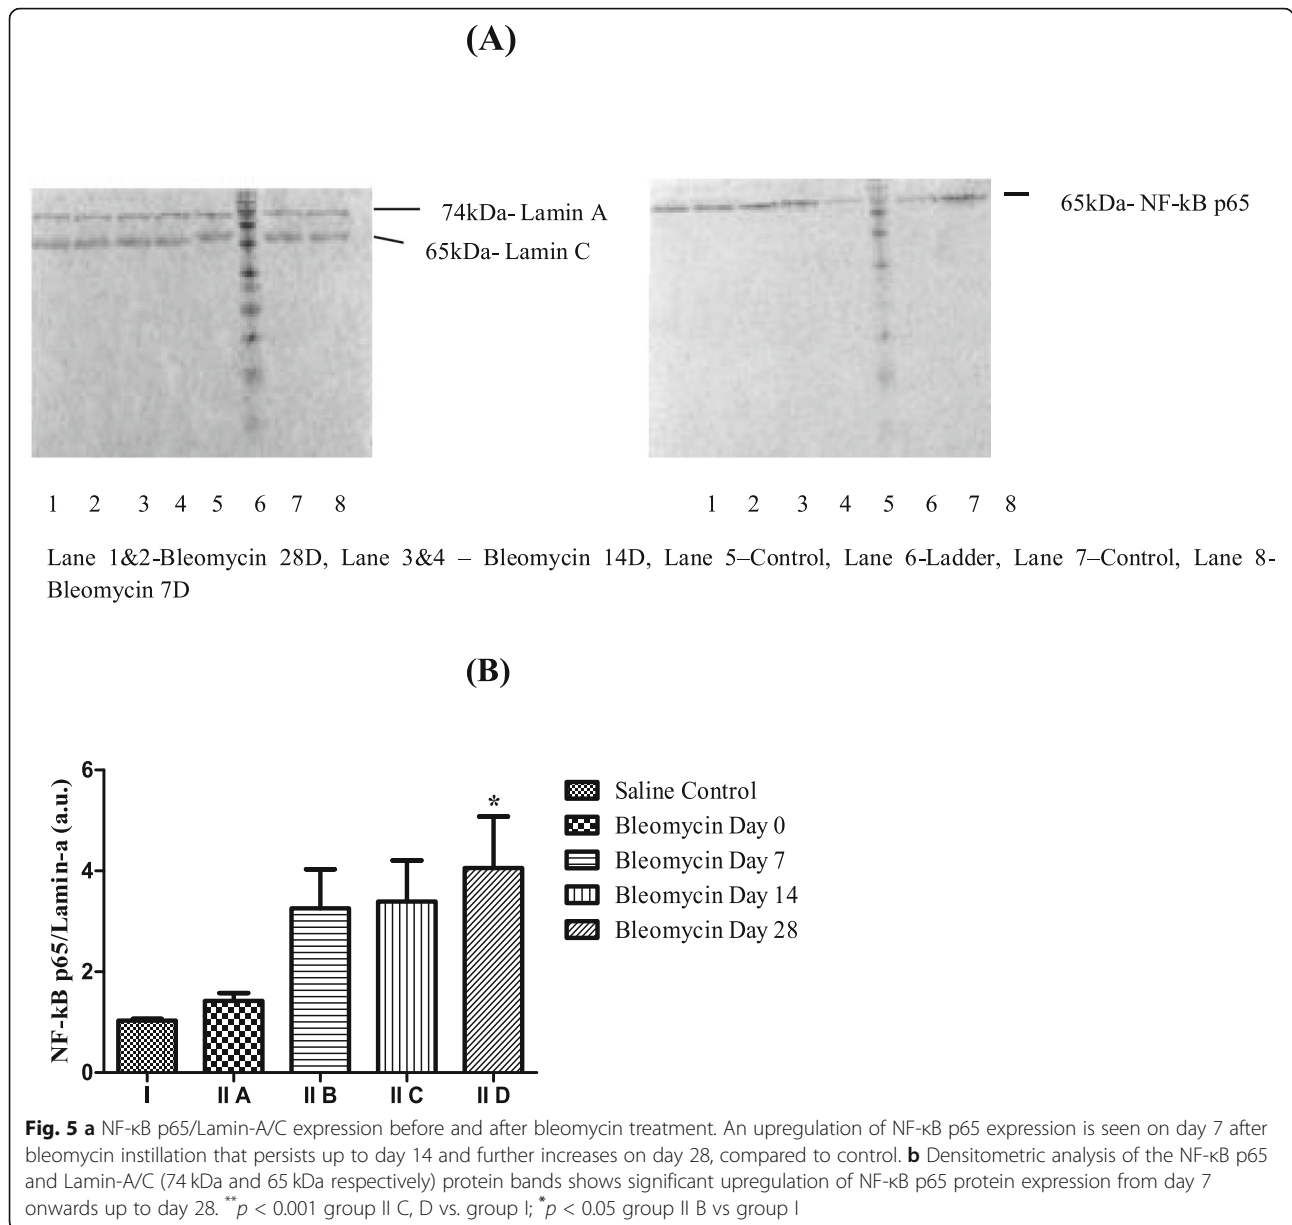 (A)
74kDa- Lamin A
65kDa- Lamin C
65kDa- NF-kB p65
1 2 3 4 5 6 7 8
1 2 3 4 5 6 7 8
Lane 1&2-Bleomycin 28D, Lane 3&4 – Bleomycin 14D, Lane 5–Control, Lane 6-Ladder, Lane 7–Control, Lane 8-
Bleomycin 7D
(B)
NF-kB p65/Lamin-a (a.u.)
6
4
2
0
*
I II A II B II C II D
Saline Control
Bleomycin Day 0
Bleomycin Day 7
Bleomycin Day 14
Bleomycin Day 28
Fig. 5 a NF-κB p65/Lamin-A/C expression before and after bleomycin treatment. An upregulation of NF-κB p65 expression is seen on day 7 after
bleomycin instillation that persists up to day 14 and further increases on day 28, compared to control. b Densitometric analysis of the NF-κB p65
and Lamin-A/C (74 kDa and 65 kDa respectively) protein bands shows significant upregulation of NF-κB p65 protein expression from day 7
onwards up to day 28. **p < 0.001 group II C, D vs. group I; *p < 0.05 group II B vs group I